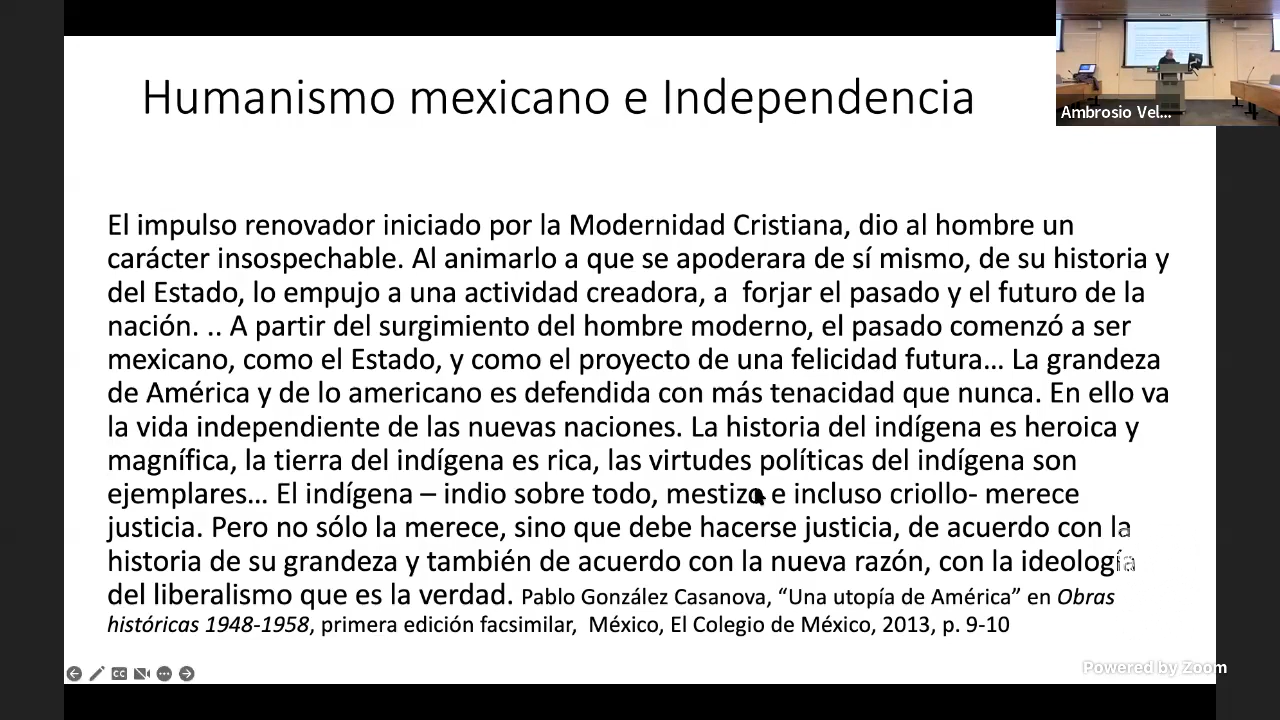 Humanismo mexicano e Independencia
Ambrosio Vel...
El impulso renovador iniciado por la Modernidad Cristiana, dio al hombre un
carácter insospechable. Al animarlo a que se apoderara de sí mismo, de su historia y
del Estado, lo empujo a una actividad creadora, a  forjar el pasado y el futuro de la
nación. .. A partir del surgimiento del hombre moderno, el pasado comenzó a ser
mexicano, como el Estado, y como el proyecto de una felicidad futura... La grandeza
de América y de lo americano es defendida con más tenacidad que nunca. En ello va
la vida independiente de las nuevas naciones. La historia del indígena es heroica y
magnífica, la tierra del indígena es rica, las virtudes políticas del indígena son
ejemplares... El indígena – indio sobre todo, mestizo e incluso criollo- merece
justicia. Pero no sólo la merece, sino que debe hacerse justicia, de acuerdo con la
historia de su grandeza y también de acuerdo con la nueva razón, con la ideología
del liberalismo que es la verdad. Pablo González Casanova, “Una utopía de América” en Obras
históricas 1948-1958, primera edición facsimilar,  México, El Colegio de México, 2013, p. 9-10
CC
Powered by Zoom